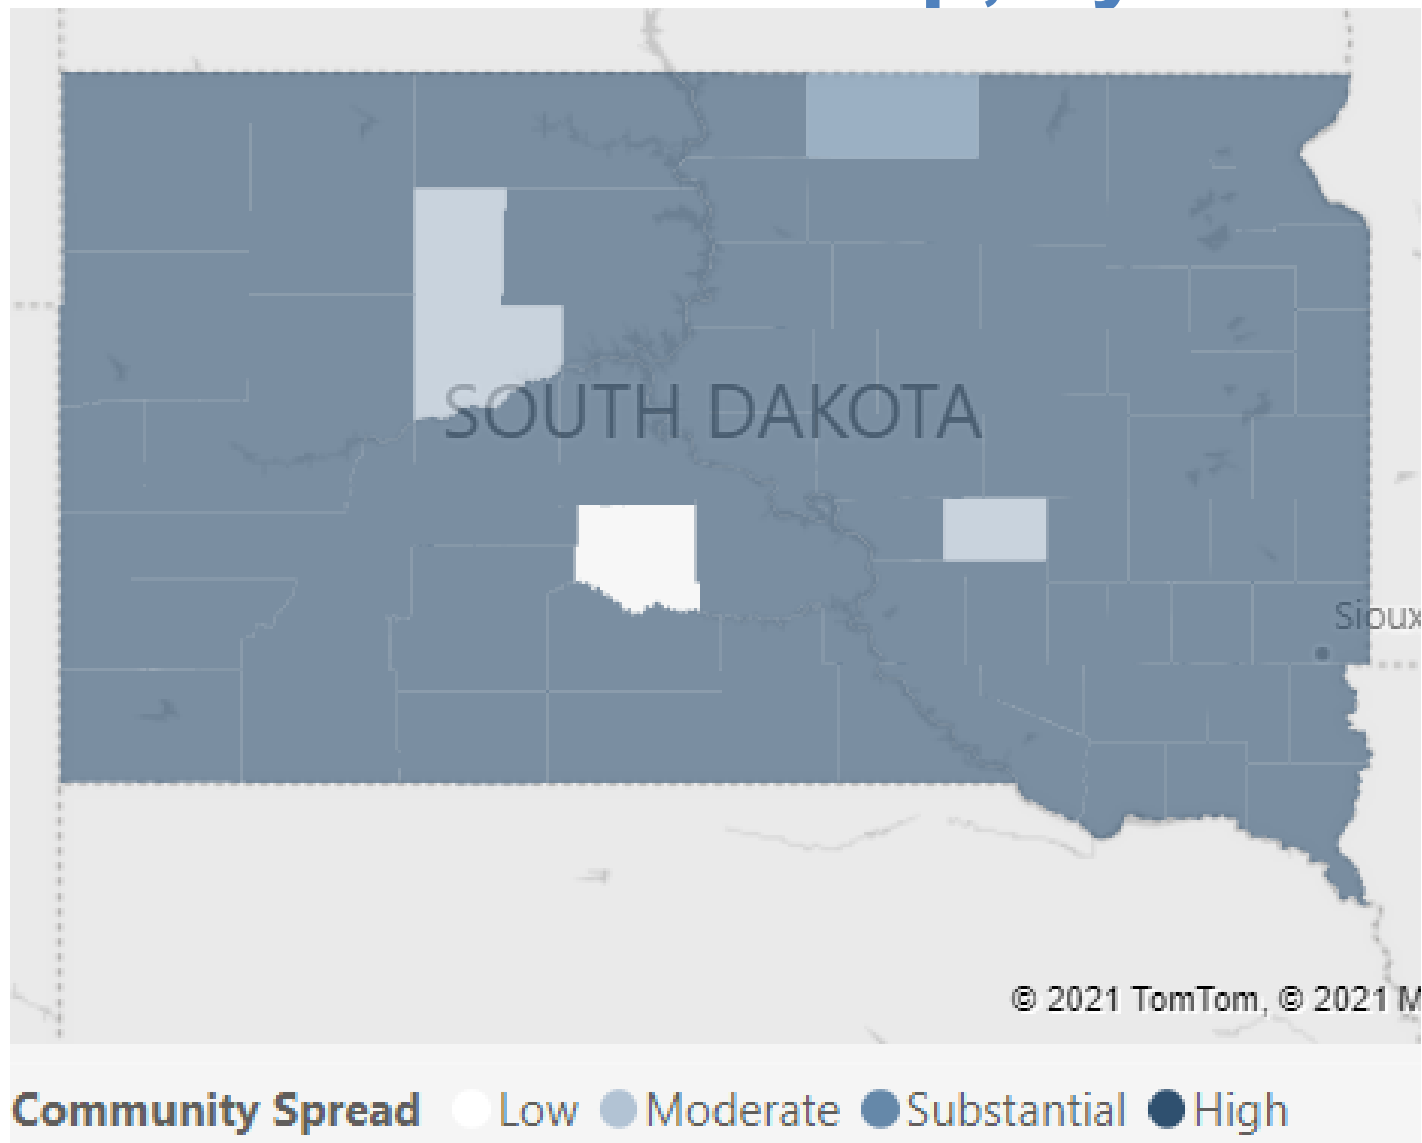 SOUTH DAKOTA
Sioux
© 2021 TomTom, © 2021 M
Community Spread Low Moderate Substantial High